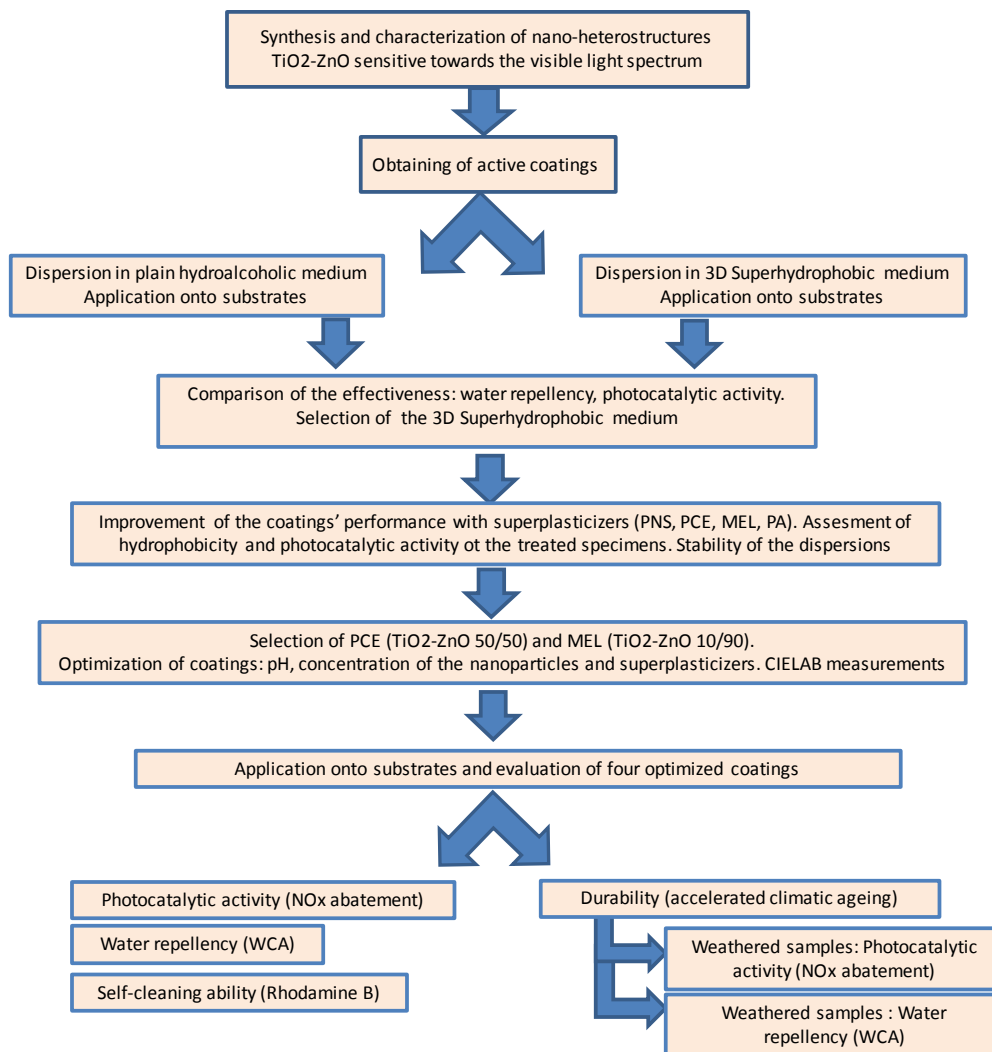 Synthesis and characterization of nano-heterostructures
TiO2-ZnO sensitive towards the visible light spectrum
Obtaining of active coatings
Dispersion in plain hydroalcoholic medium
Application onto substrates
Dispersion in 3D Superhydrophobic medium
Application onto substrates
Comparison of the effectiveness: water repellency, photocatalytic activity.
Selection of the 3D Superhydrophobic medium
Improvement of the coatings’ performance with superplasticizers (PNS, PCE, MEL, PA). Assesment of
hydrophobicity and photocatalytic activity ot the treated specimens. Stability of the dispersions
Selection of PCE (TiO2-ZnO 50/50) and MEL (TiO2-ZnO 10/90).
Optimization of coatings: pH, concentration of the nanoparticles and superplasticizers. CIELAB measurements
Application onto substrates and evaluation of four optimized coatings
Photocatalytic activity (NOx abatement)
Water repellency (WCA)
Self-cleaning ability (Rhodamine B)
Durability (accelerated climatic ageing)
Weathered samples: Photocatalytic
activity (NOx abatement)
Weathered samples : Water
repellency (WCA)